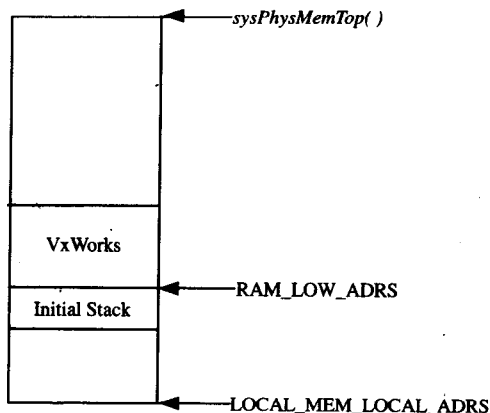 sysPhysMemTop( )
VxWorks
RAM_LOW_ADRS
Initial Stack
LOCAL_MEM_LOCAL_ADRS